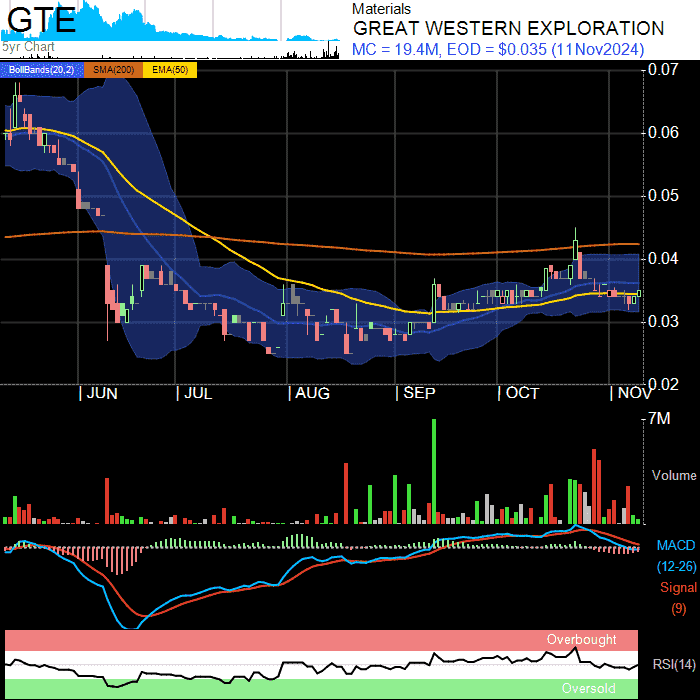 GTE
5yr Chart
Materials
GREAT WESTERN EXPLORATION
MC = 19.4M, EOD = $0.035 (11Nov2024)
BollBands(20,2) SMA(200) EMA(50)
0.07
0.06
0.05
0.04
0.03
0.02
JUN JUL AUG SEP OCT NOV
7M
Volume
MACD
(12-26)
Signal
(9)
Overbought
RSI(14)
Oversold